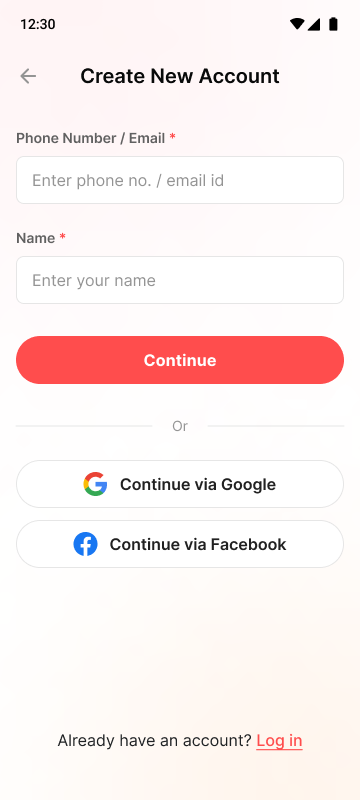 12:30
Create New Account
Phone Number / Email *
Enter phone no. / email id
Name *
Enter your name
Continue
Or
Continue via Google
Continue via Facebook
Already have an account? Log in